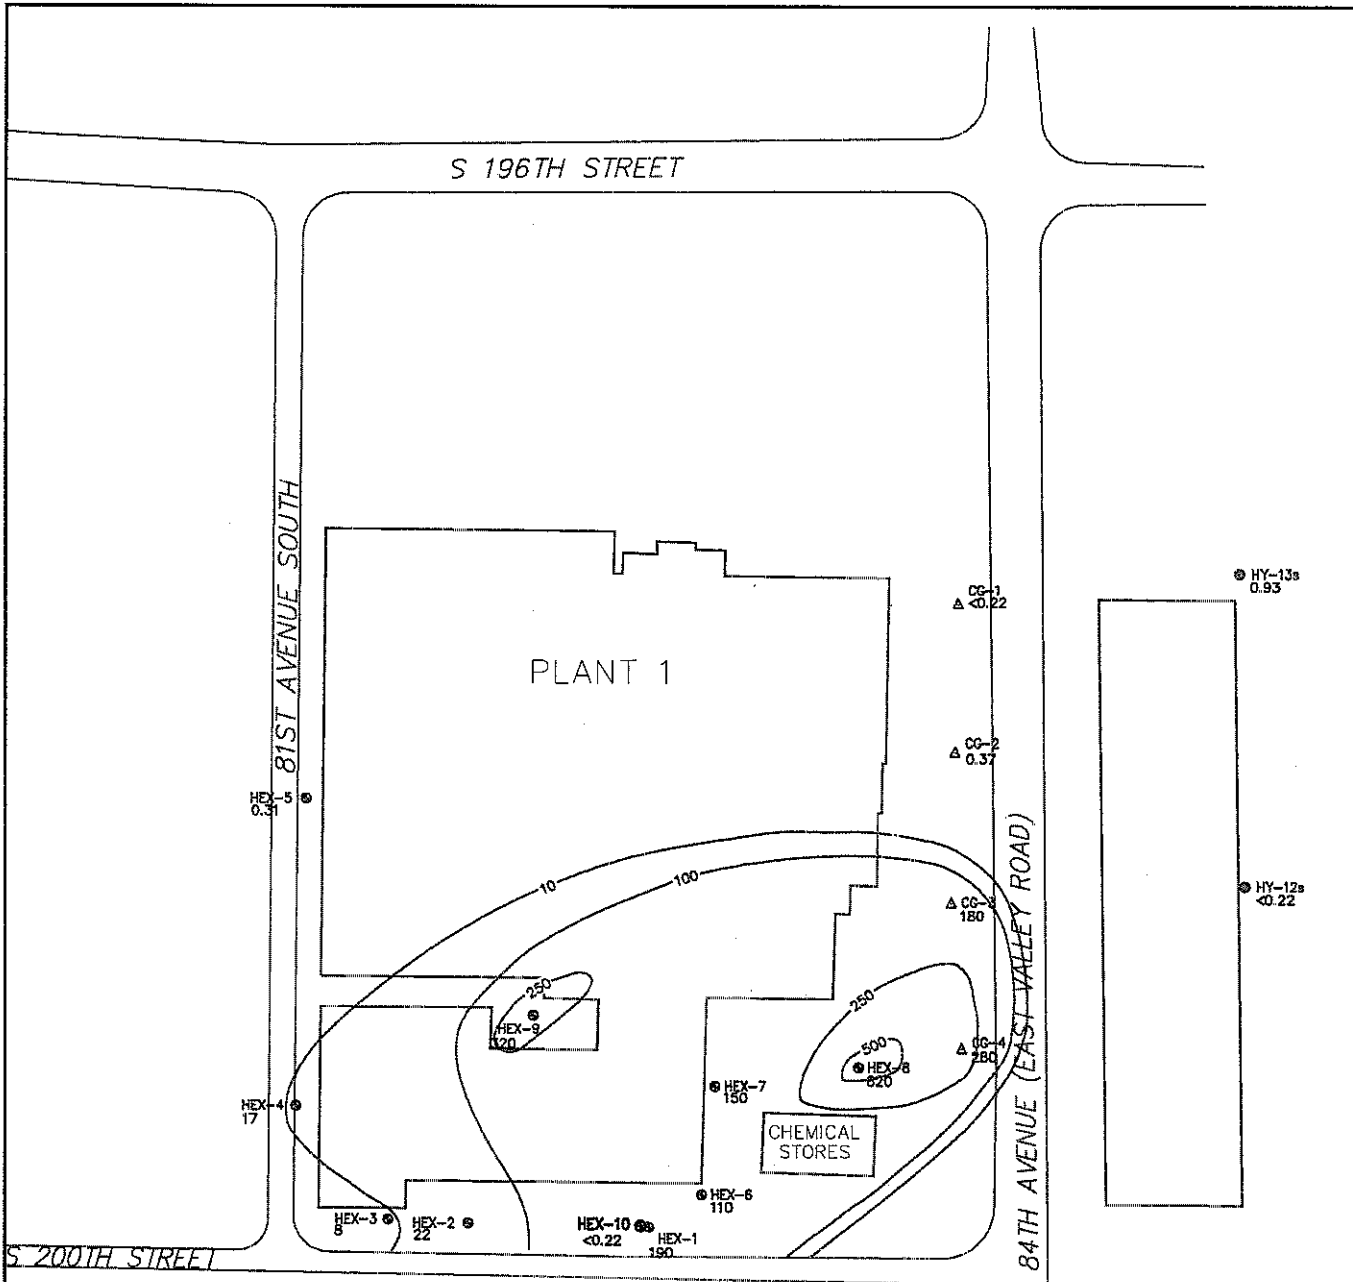 S 196TH STREET
81ST AVENUE SOUTH
HY-13s
0.93
CG-1
<0.22
PLANT 1
CG-2
0.37
HEX-5
0.31
84TH AVENUE (EAST VALLEY ROAD)
10
100
HY-12s
<0.22
CG-3
180
250
250
HEX-9
320
500
CG-4
280
HEX-8
620
HEX-7
150
HEX-4
17
CHEMICAL
STORES
HEX-6
110
HEX-3
8
HEX-2
22
HEX-10
<0.22
HEX-1
190
S 200TH STREET